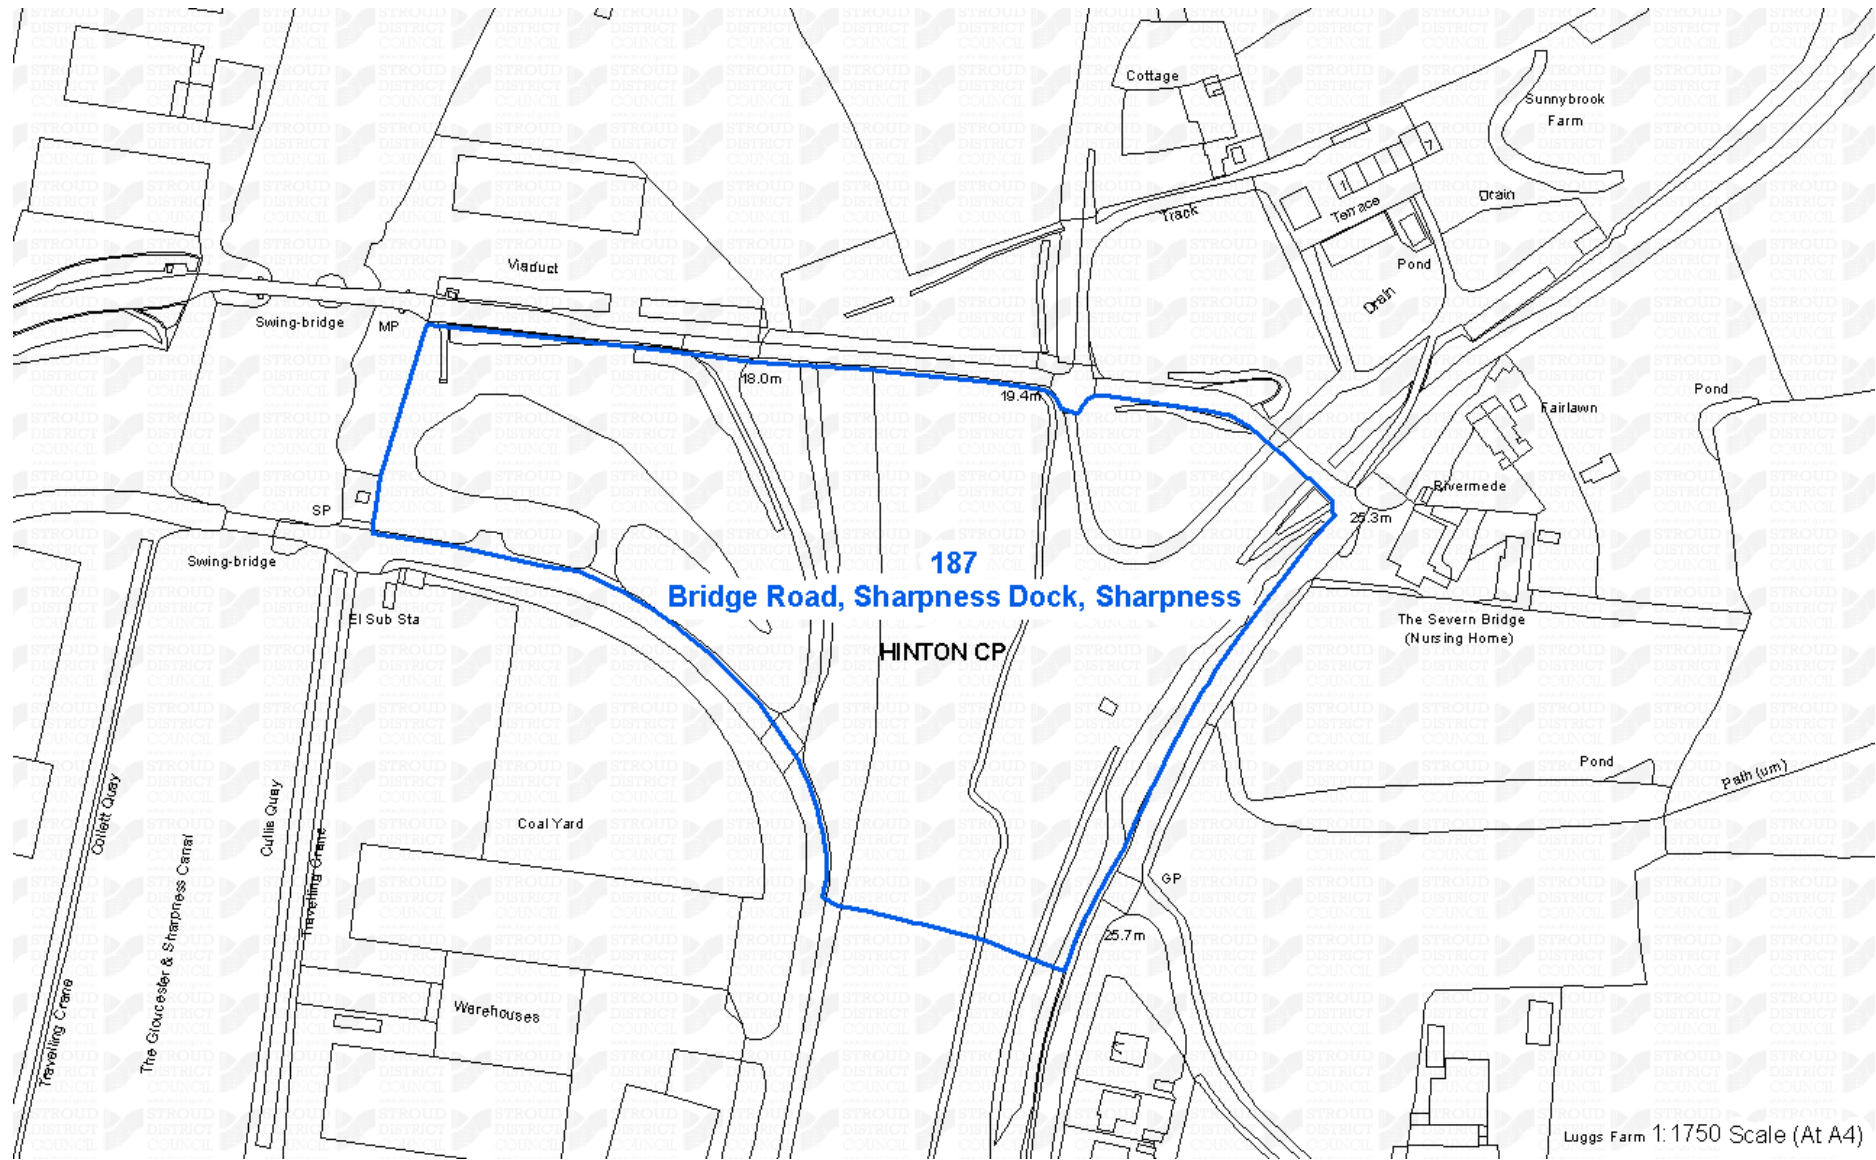 Cottage
Sunnybrook
Farm
7
1
Terrace
Drain
Track
Pond
Drain
Viaduct
Swing-bridge
MP
18.0m
19.4m
Pond
Fairlawn
Rivermede
25.3m
SP
Swing-bridge
187
Bridge Road, Sharpness Dock, Sharpness
HINTON CP
El Sub Sta
The Severn Bridge
(Nursing Home)
Pond
Path (um)
Collett Quay
Cullis Quay
Travelling Crane
Coal Yard
The Gloucester & Sharpness Canal
Travelling Crane
GP
25.7m
Warehouses
Luggs Farm
1:1750 Scale (At A4)
STROUD
DISTRICT
COUNCIL